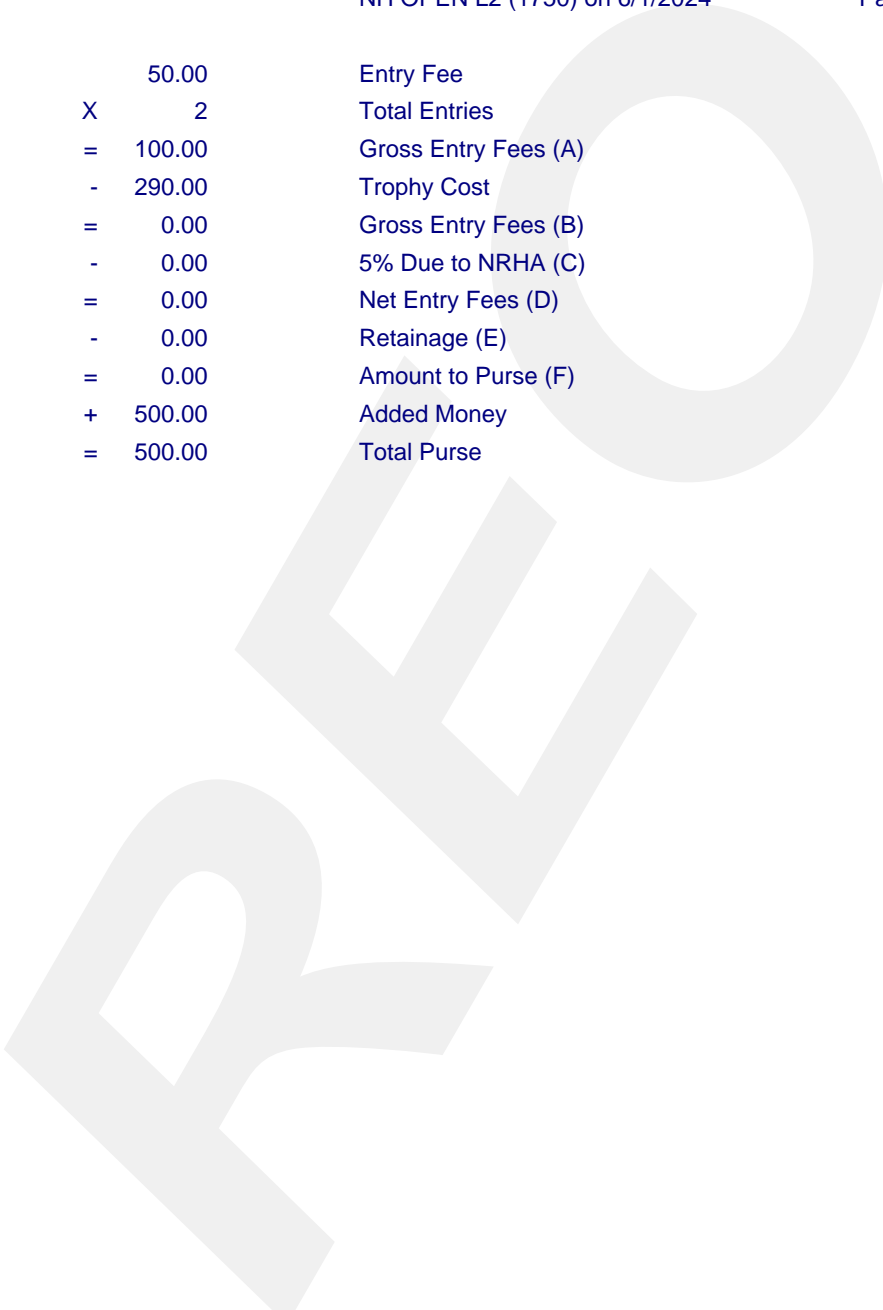 50.00 Entry Fee
X 2 Total Entries
= 100.00 Gross Entry Fees (A)
- 290.00 Trophy Cost
= 0.00 Gross Entry Fees (B)
- 0.00 5% Due to NRHA (C)
= 0.00 Net Entry Fees (D)
- 0.00 Retainage (E)
= 0.00 Amount to Purse (F)
+ 500.00 Added Money
= 500.00 Total Purse
REO